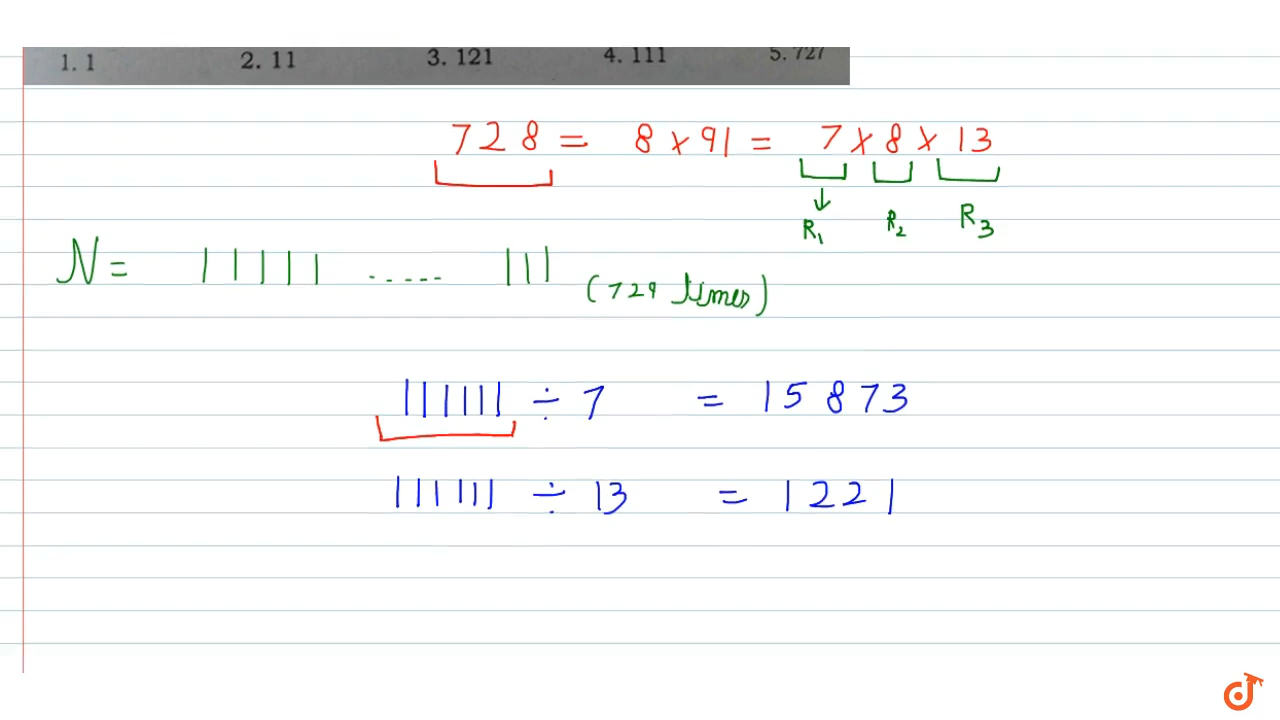 1. 1 2. 11 3. 121 4. 111 5. 727
728 = 8 × 91 = 7 × 8 × 13
R1 R2 R3
N = 11111 ..... 111 (729 times)
111111 ÷ 7 = 15873
111111 ÷ 13 = 1221